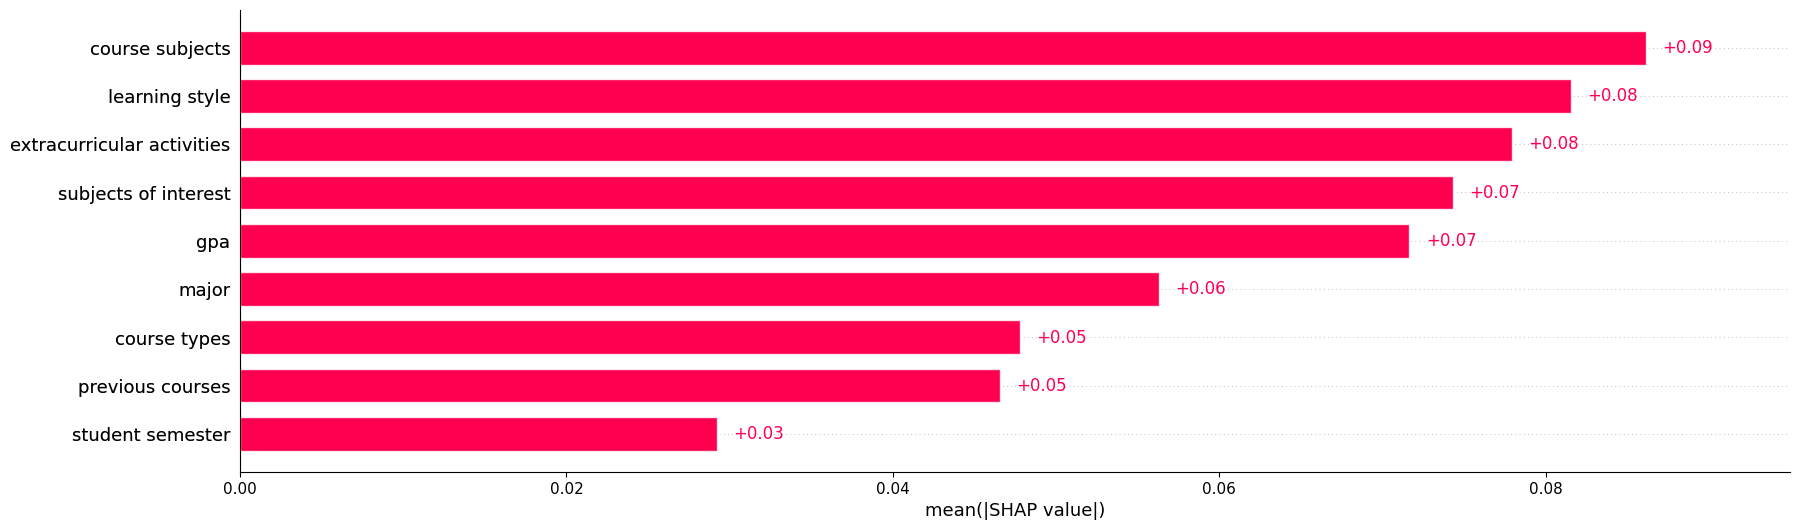 course subjects +0.09
learning style +0.08
extracurricular activities +0.08
subjects of interest +0.07
gpa +0.07
major +0.06
course types +0.05
previous courses +0.05
student semester +0.03
0.00 0.02 0.04 0.06 0.08
mean(|SHAP value|)